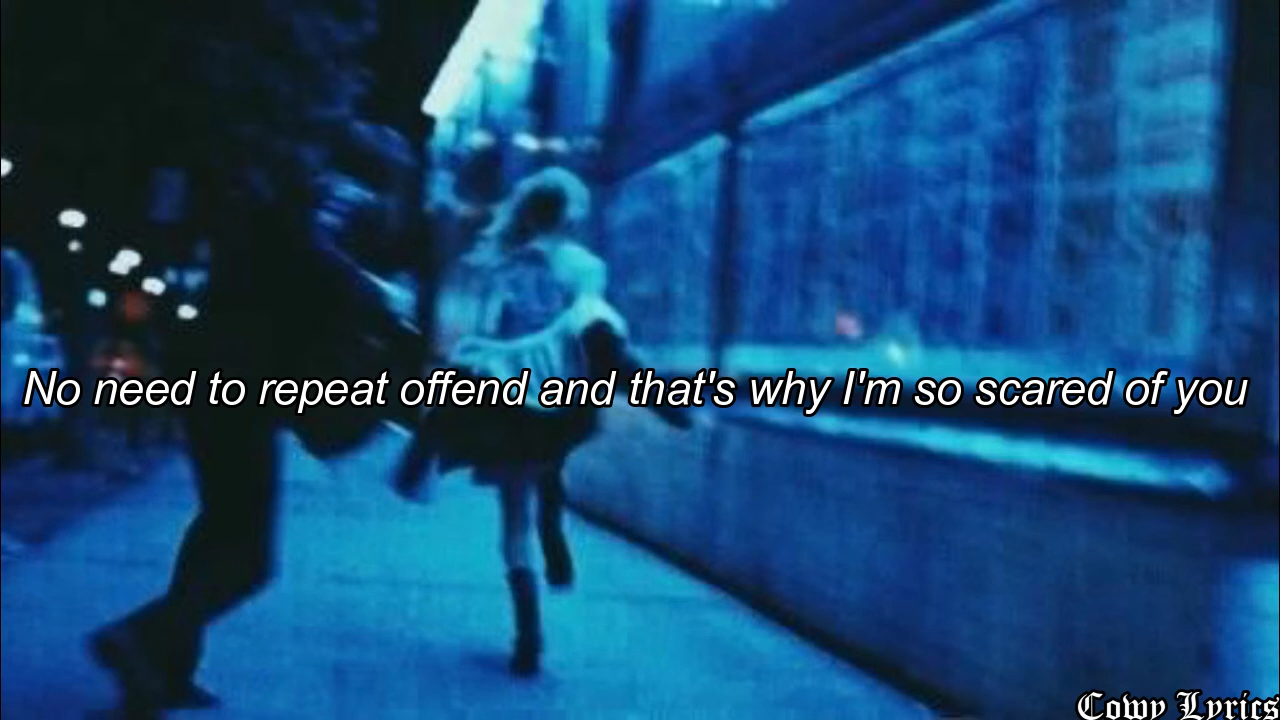 No need to repeat offend and that's why I'm so scared of you
Cowy Lyrics